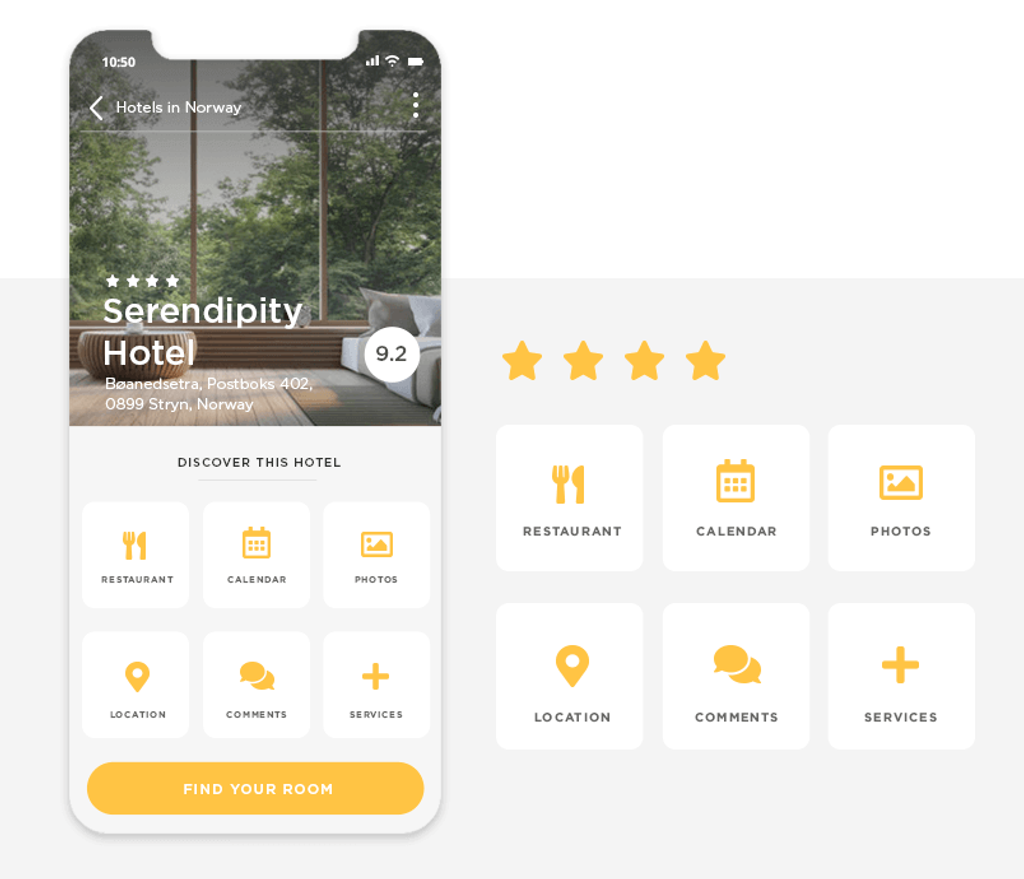 10:50
Hotels in Norway
Serendipity
Hotel
9.2
Bøanedsetra, Postboks 402,
0899 Stryn, Norway
DISCOVER THIS HOTEL
RESTAURANT
CALENDAR
PHOTOS
LOCATION
COMMENTS
SERVICES
FIND YOUR ROOM
RESTAURANT
CALENDAR
PHOTOS
LOCATION
COMMENTS
SERVICES